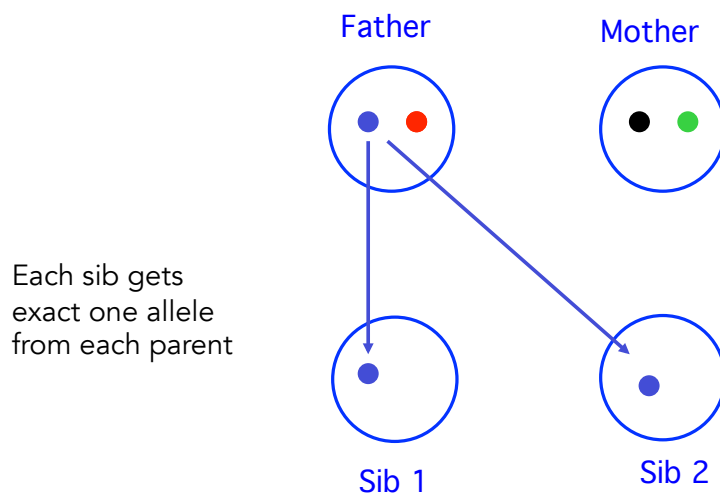 Father
Mother
Each sib gets
exact one allele
from each parent
Sib 1
Sib 2